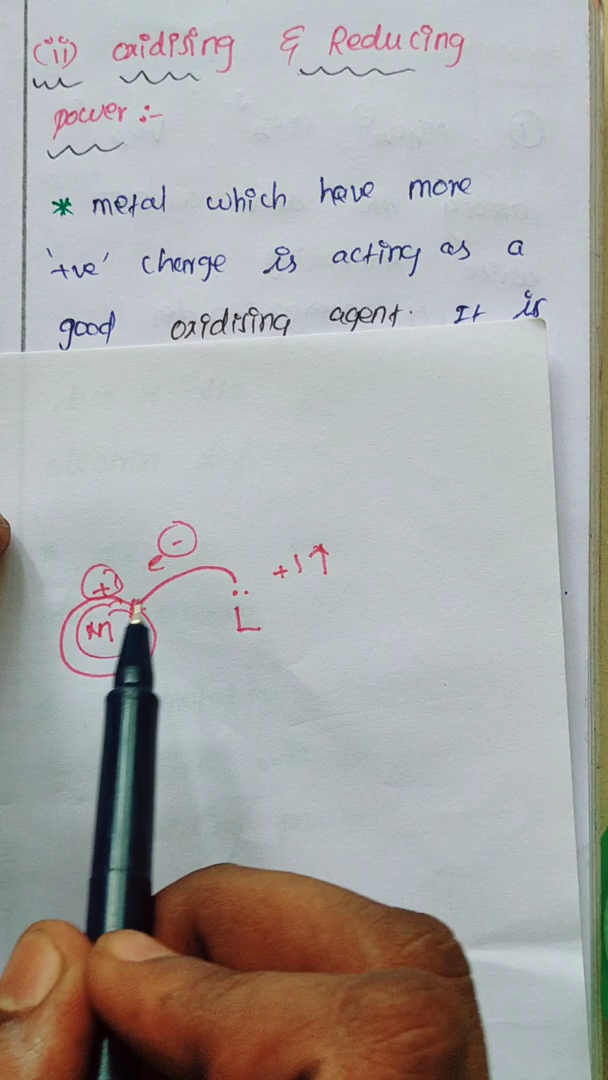 (ii) oxidising & Reducing
power :-
* metal which have more
'+ve' charge is acting as a
good oxidising agent. It is
-
e +1↑
+
M L